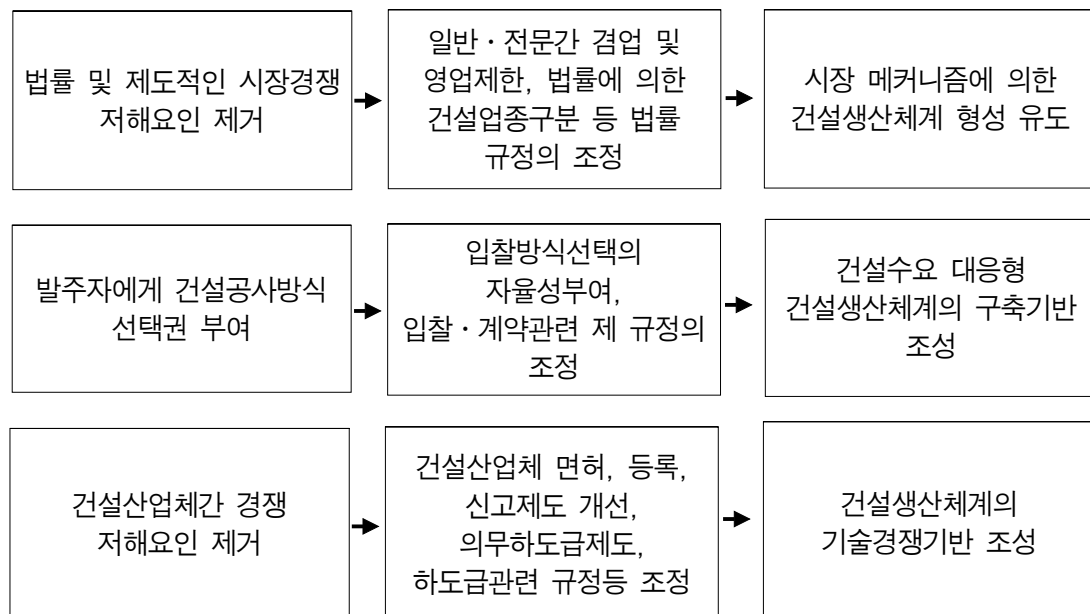 법률 및 제도적인 시장경쟁
저해요인 제거
일반・전문간 겸업 및
영업제한, 법률에 의한
건설업종구분 등 법률
규정의 조정
시장 메커니즘에 의한
건설생산체계 형성 유도
발주자에게 건설공사방식
선택권 부여
입찰방식선택의
자율성부여,
입찰・계약관련 제 규정의
조정
건설수요 대응형
건설생산체계의 구축기반
조성
건설산업체간 경쟁
저해요인 제거
건설산업체 면허, 등록,
신고제도 개선,
의무하도급제도,
하도급관련 규정등 조정
건설생산체계의
기술경쟁기반 조성